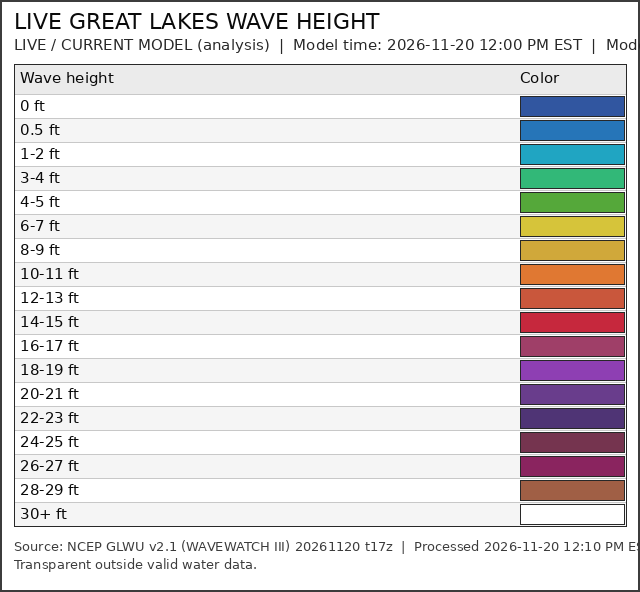 LIVE GREAT LAKES WAVE HEIGHT
LIVE / CURRENT MODEL (analysis) | Model time: 2026-11-20 12:00 PM EST |
Wave height Color
0 ft
0.5 ft
1-2 ft
3-4 ft
4-5 ft
6-7 ft
8-9 ft
10-11 ft
12-13 ft
14-15 ft
16-17 ft
18-19 ft
20-21 ft
22-23 ft
24-25 ft
26-27 ft
28-29 ft
30+ ft
Source: NCEP GLWU v2.1 (WAVEWATCH III) 20261120 t17z | Processed 2026-11-20 12:10 PM
Transparent outside valid water data.